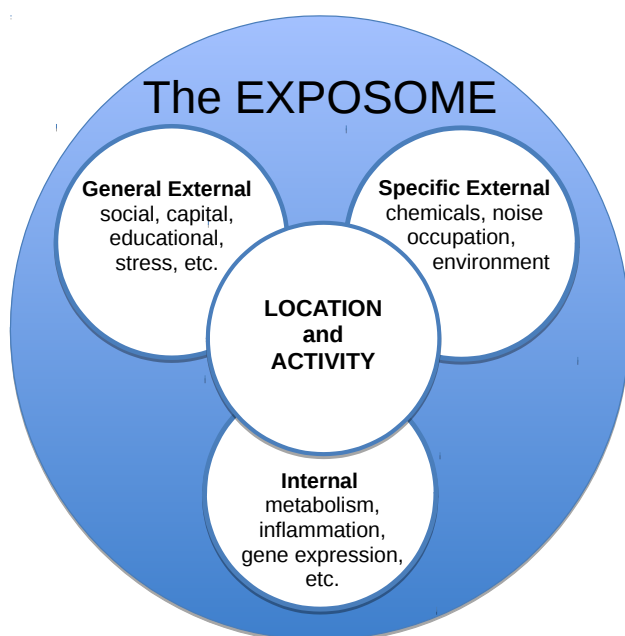 The EXPOSOME
General External
social, capital,
educational,
stress, etc.
Specific External
chemicals, noise
occupation,
environment
LOCATION
and
ACTIVITY
Internal
metabolism,
inflammation,
gene expression,
etc.